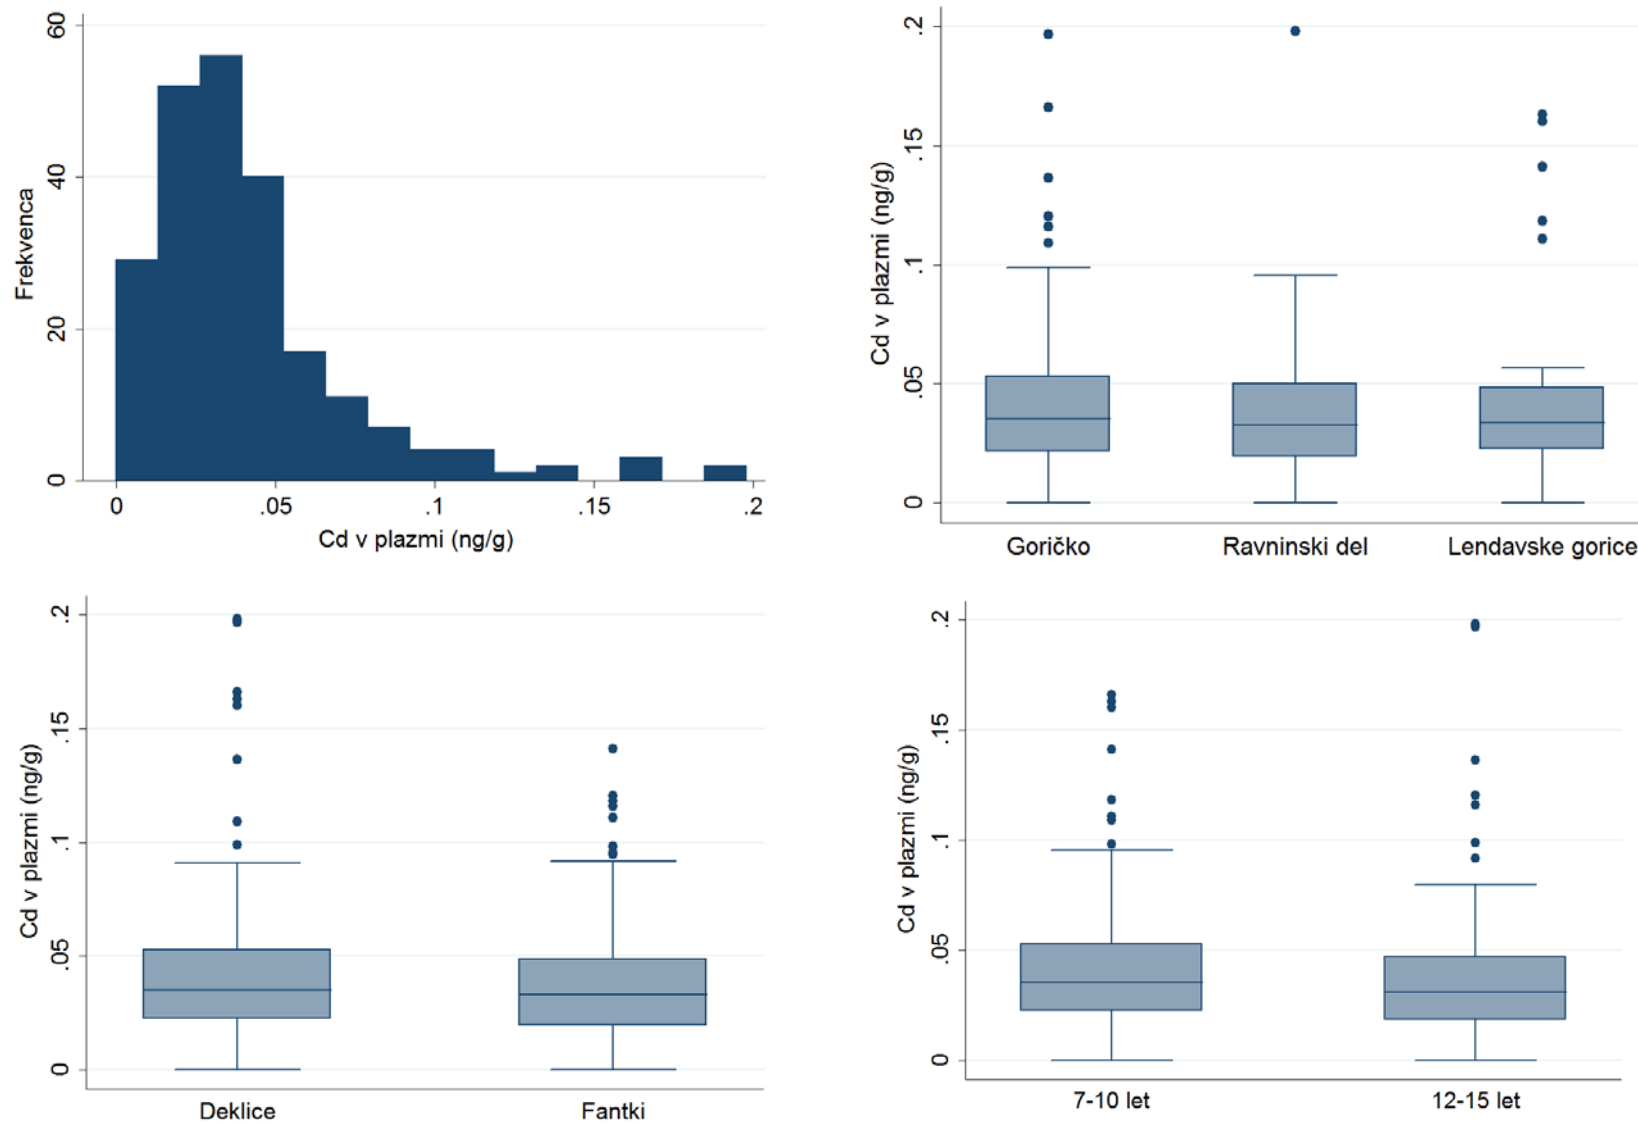 60
40
20
0
Frekvenca
0 .05 .1 .15 .2
Cd v plazmi (ng/g)
.2
.15
.1
.05
0
Cd v plazmi (ng/g)
Goričko Ravninski del Lendavske gorice
.2
.15
.1
.05
0
Cd v plazmi (ng/g)
Deklice Fantki
.2
.15
.1
.05
0
Cd v plazmi (ng/g)
7-10 let 12-15 let